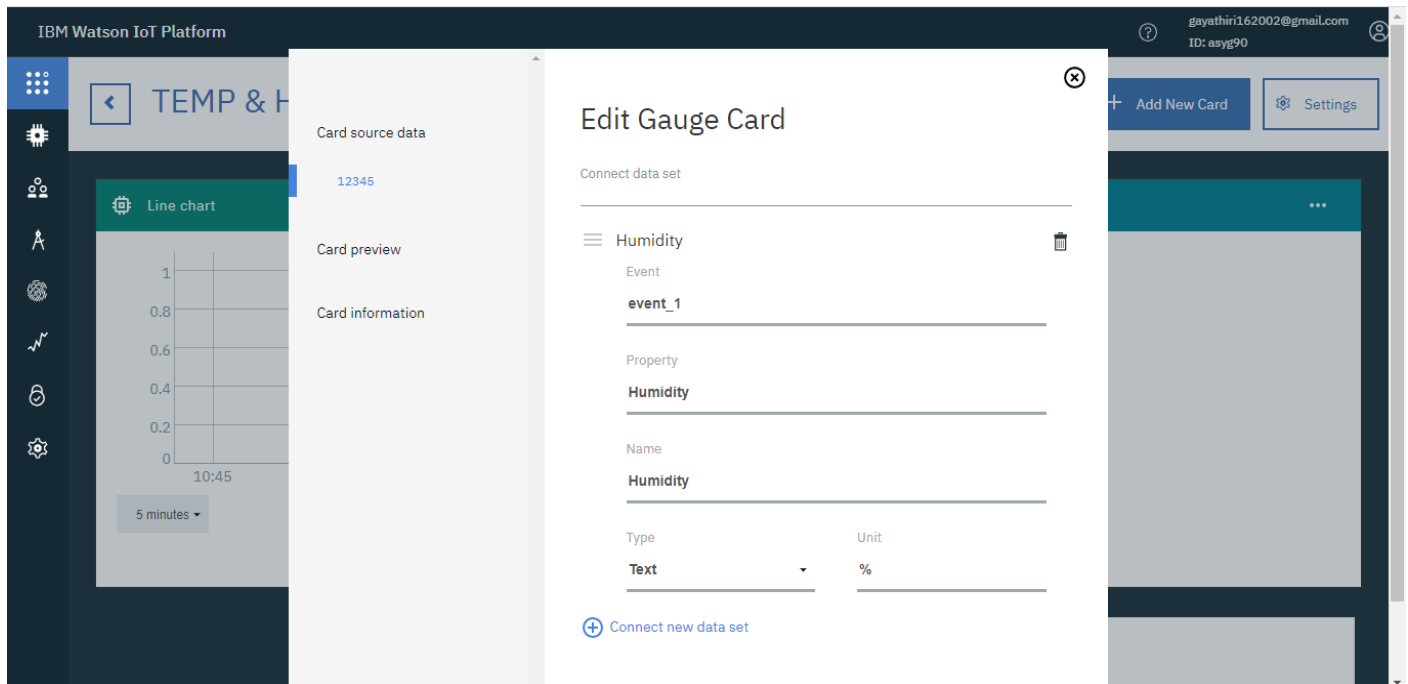 IBM Watson IoT Platform
gayathiri162002@gmail.com
ID: asyg90
TEMP & H
Add New Card
Settings
Card source data
12345
Card preview
Card information
Edit Gauge Card
Connect data set
Humidity
Event
event_1
Property
Humidity
Name
Humidity
Type
Unit
Text
%
Connect new data set
Line chart
1
0.8
0.6
0.4
0.2
0
10:45
5 minutes